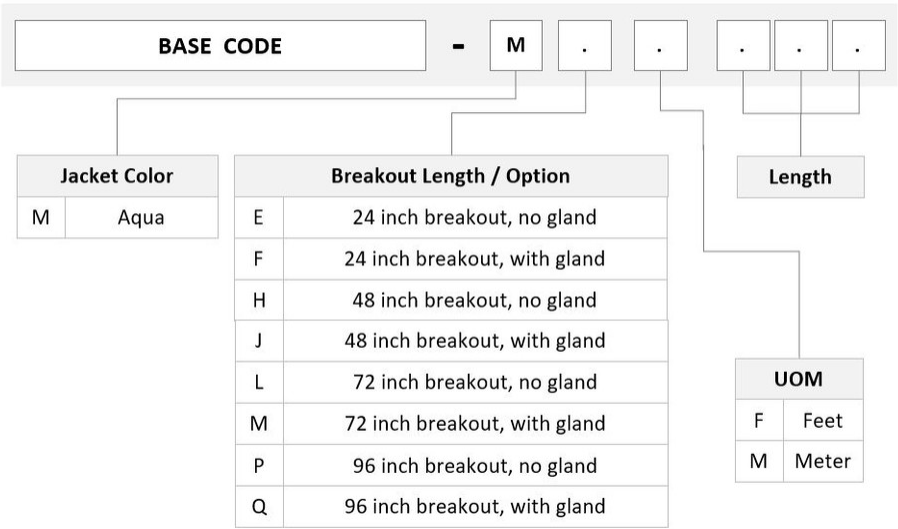 BASE CODE - M . . . . .
Jacket Color
M Aqua
Breakout Length / Option
E 24 inch breakout, no gland
F 24 inch breakout, with gland
H 48 inch breakout, no gland
J 48 inch breakout, with gland
L 72 inch breakout, no gland
M 72 inch breakout, with gland
P 96 inch breakout, no gland
Q 96 inch breakout, with gland
Length
UOM
F Feet
M Meter